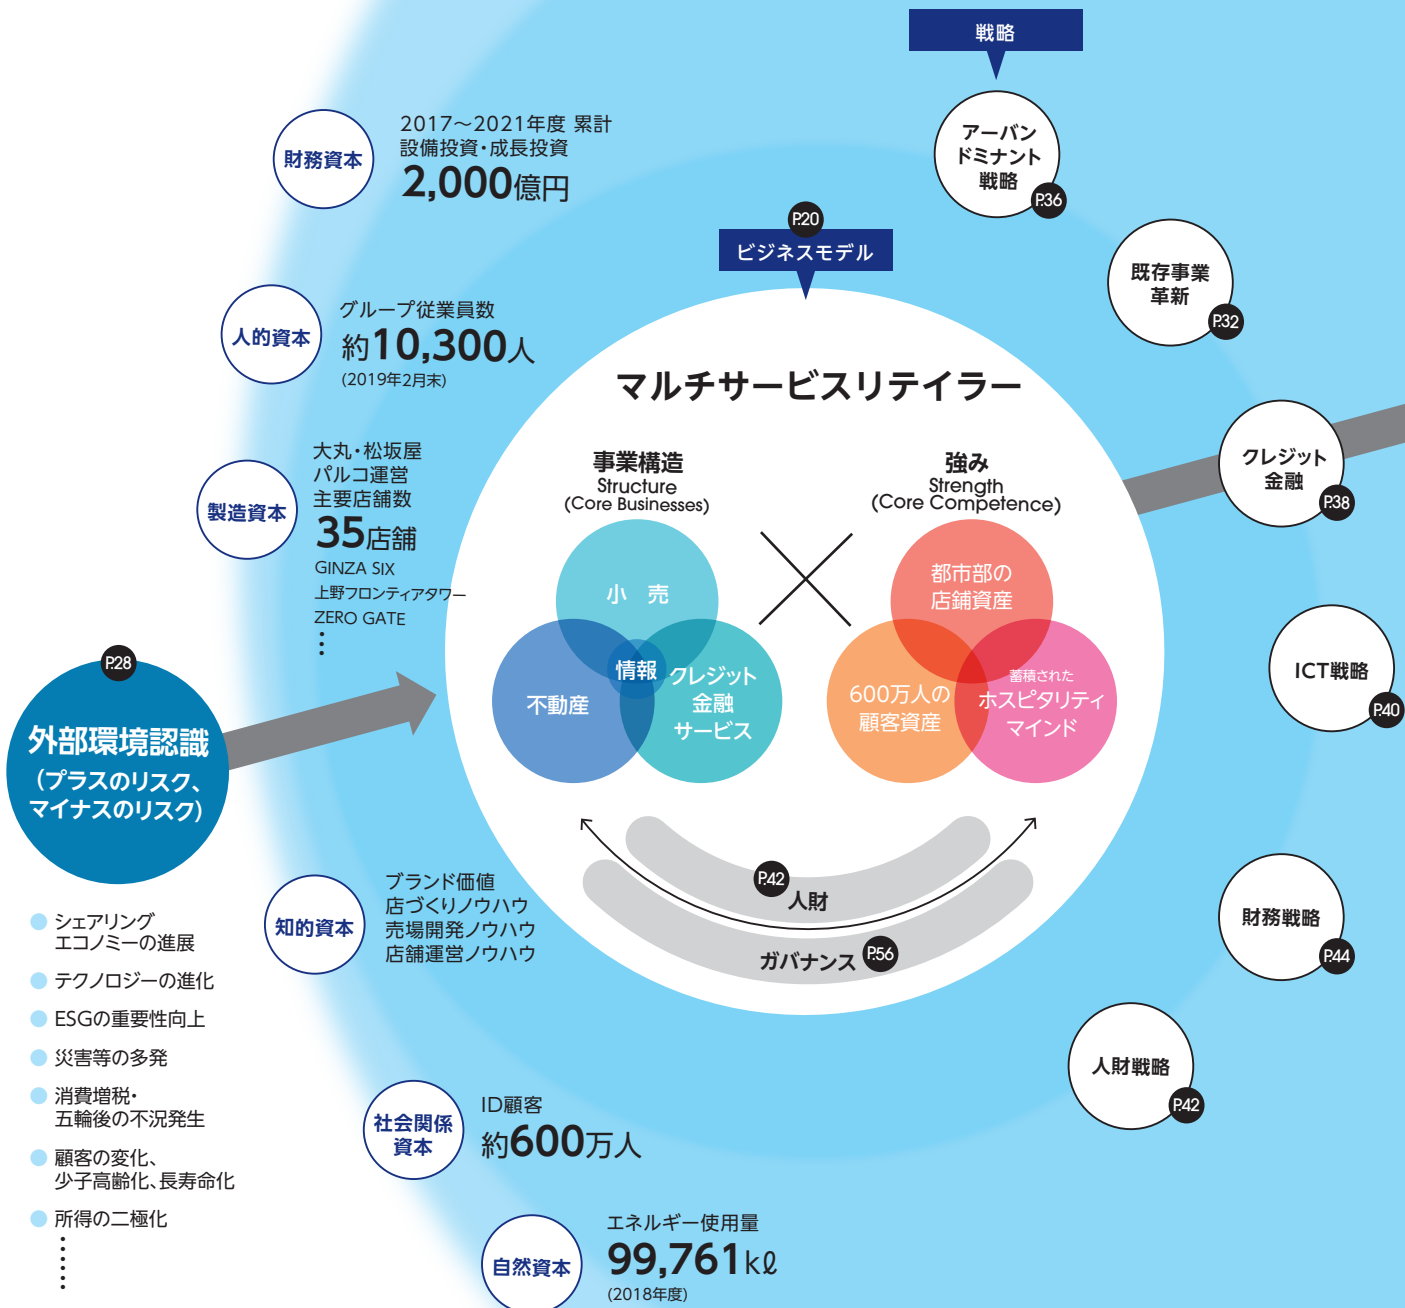 戦略
アーバン
ドミナント
戦略
P.36
既存事業
革新
P.32
クレジット
金融
P.38
ICT戦略
P.40
財務戦略
P.44
人財戦略
P.42
財務資本
2017〜2021年度 累計
設備投資・成長投資
2,000億円
人的資本
グループ従業員数
約10,300人
(2019年2月末)
製造資本
大丸・松坂屋
パルコ運営
主要店舗数
35店舗
GINZA SIX
上野フロンティアタワー
ZERO GATE
⋮
P.28
外部環境認識
(プラスのリスク、
マイナスのリスク)
シェアリング
エコノミーの進展
テクノロジーの進化
ESGの重要性向上
災害等の多発
消費増税・
五輪後の不況発生
顧客の変化、
少子高齢化、長寿命化
所得の二極化
⋮
知的資本
ブランド価値
店づくりノウハウ
売場開発ノウハウ
店舗運営ノウハウ
社会関係
資本
ID顧客
約600万人
自然資本
エネルギー使用量
99,761kℓ
(2018年度)
P.20
ビジネスモデル
マルチサービスリテイラー
事業構造
Structure
(Core Businesses)
小 売
不動産
情報
クレジット
金融
サービス
強み
Strength
(Core Competence)
都市部の
店舗資産
600万人の
顧客資産
蓄積された
ホスピタリティ
マインド
P.42
人財
ガバナンス
P.56